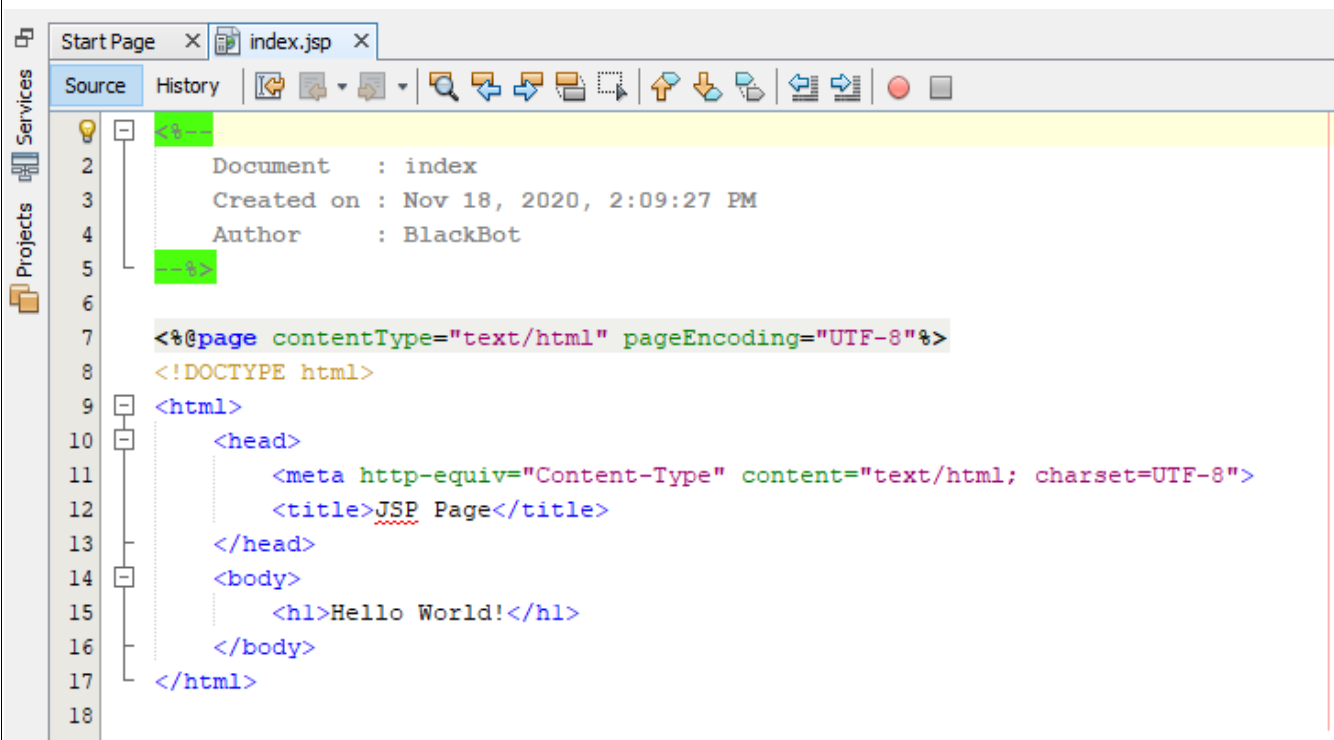 Start Page index.jsp
Source History
Services
Projects
<%--
2 Document   : index
3 Created on : Nov 18, 2020, 2:09:27 PM
4 Author     : BlackBot
5 --%>
6
7 <%@page contentType="text/html" pageEncoding="UTF-8"%>
8 <!DOCTYPE html>
9 <html>
10 <head>
11 <meta http-equiv="Content-Type" content="text/html; charset=UTF-8">
12 <title>JSP Page</title>
13 </head>
14 <body>
15 <h1>Hello World!</h1>
16 </body>
17 </html>
18